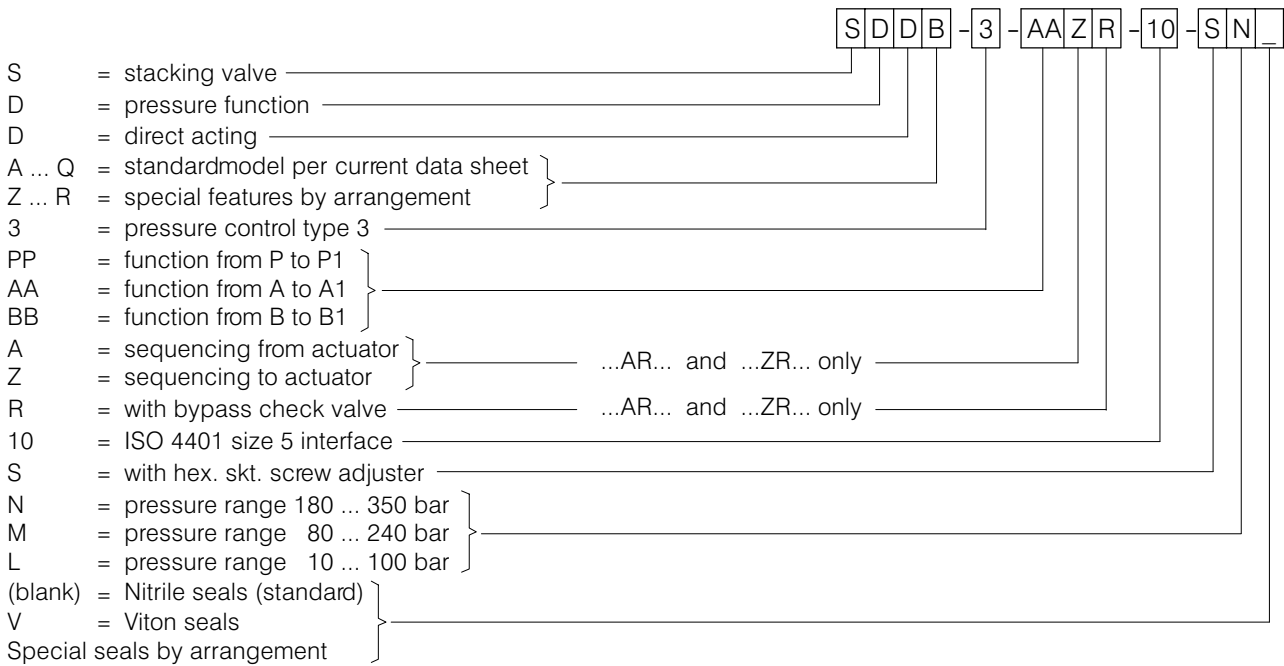 SDDB - 3 - AAZR - 10 - SN_
S = stacking valve
D = pressure function
D = direct acting
A ... Q = standardmodel per current data sheet
Z ... R = special features by arrangement
3 = pressure control type 3
PP = function from P to P1
AA = function from A to A1
BB = function from B to B1
A = sequencing from actuator
...AR... and ...ZR... only
Z = sequencing to actuator
R = with bypass check valve ...AR... and ...ZR... only
10 = ISO 4401 size 5 interface
S = with hex. skt. screw adjuster
N = pressure range 180 ... 350 bar
M = pressure range 80 ... 240 bar
L = pressure range 10 ... 100 bar
(blank) = Nitrile seals (standard)
V = Viton seals
Special seals by arrangement